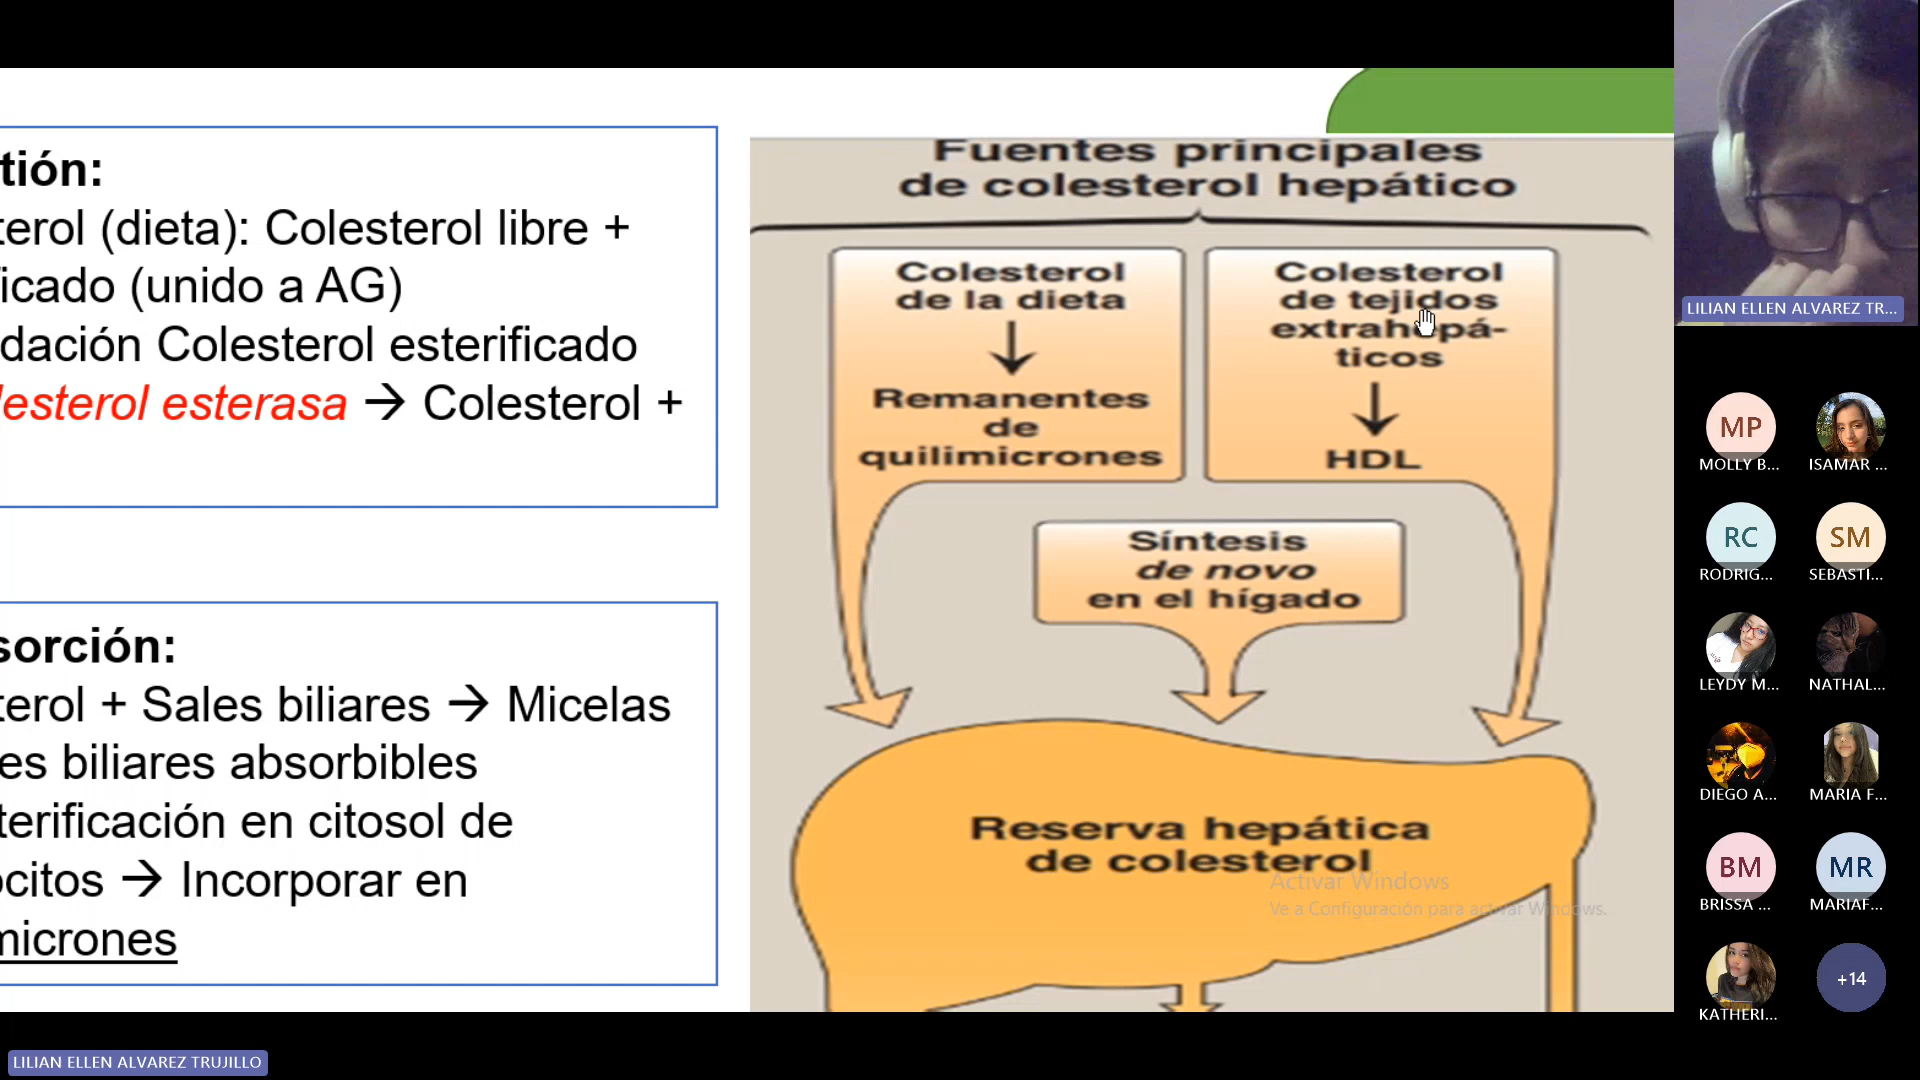 tión:
terol (dieta): Colesterol libre +
ficado (unido a AG)
dación Colesterol esterificado
lesterol esterasa → Colesterol +
sorción:
terol + Sales biliares → Micelas
es biliares absorbibles
terificación en citosol de
ocitos → Incorporar en
micrones
Fuentes principales
de colesterol hepático
Colesterol
de la dieta
Remanentes
de
quilimicrones
Colesterol
de tejidos
extrahepá-
ticos
HDL
Síntesis
de novo
en el hígado
Reserva hepática
de colesterol
Activar Windows
Ve a Configuración para activar Windows.
LILIAN ELLEN ALVAREZ TR...
MP
MOLLY B...
ISAMAR ...
RC
RODRIG...
SM
SEBASTI...
LEYDY M...
NATHAL...
DIEGO A...
MARIA F...
BM
BRISSA ...
MR
MARIAF...
KATHERI...
+14
LILIAN ELLEN ALVAREZ TRUJILLO